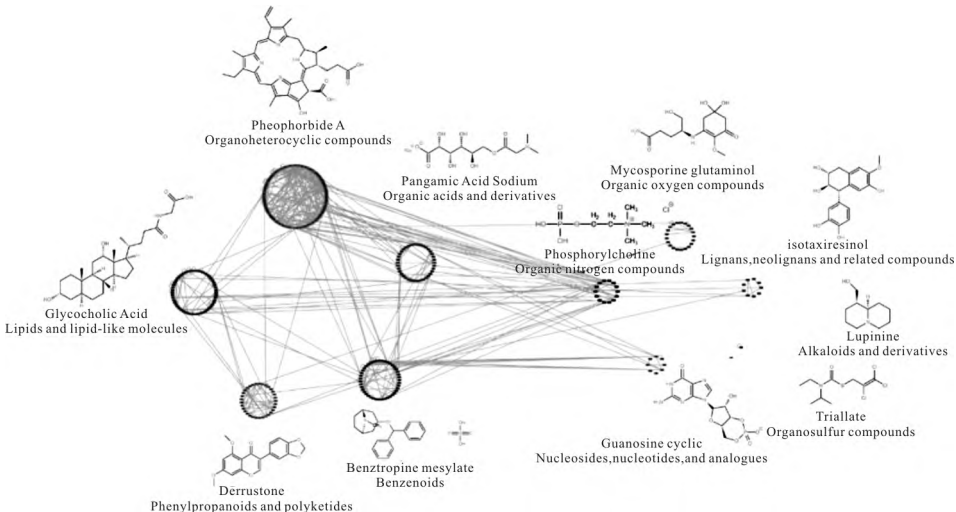 Pheophorbide A
Organoheterocyclic compounds
Pangamic Acid Sodium
Organic acids and derivatives
Mycosporine glutaminol
Organic oxygen compounds
isotaxiresinol
Lignans,neolignans and related compounds
Phosphorylcholine
Organic nitrogen compounds
Glycocholic Acid
Lipids and lipid-like molecules
Lupinine
Alkaloids and derivatives
Triallate
Organosulfur compounds
Guanosine cyclic
Nucleosides,nucleotides,and analogues
Benztropine mesylate
Benzenoids
Derrustone
Phenylpropanoids and polyketides